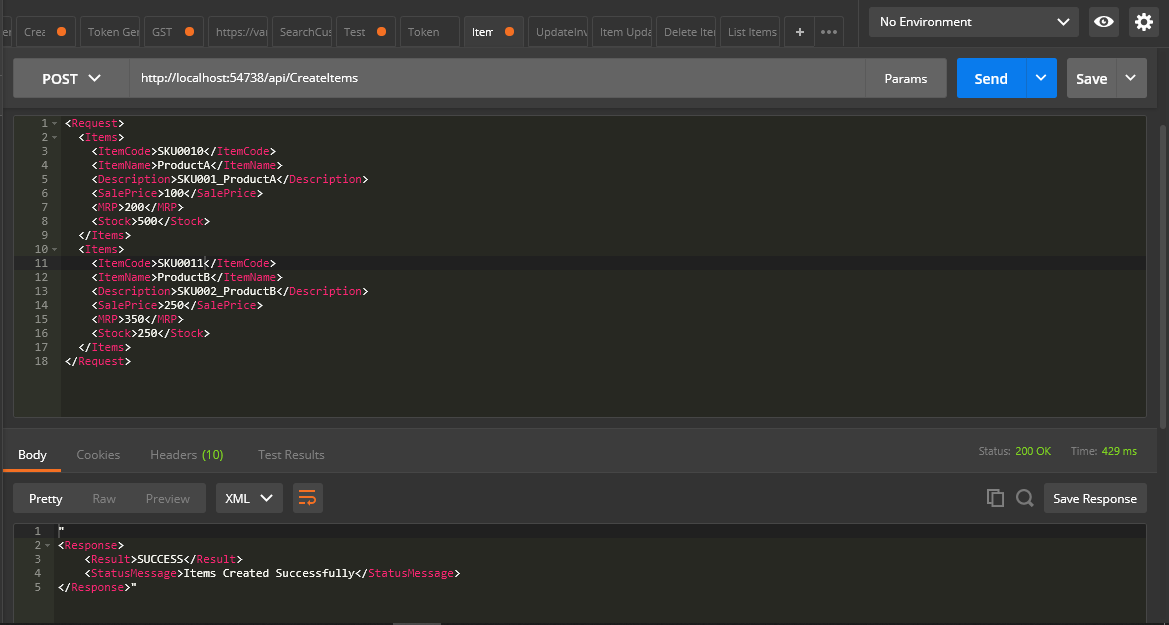 Crea
Token Ger
GST
https://var
SearchCus
Test
Token
Item
UpdateInv
Item Upda
Delete Iter
List Items
+
No Environment
POST
http://localhost:54738/api/CreateItems
Params
Send
Save
1 <Request>
2 <Items>
3 <ItemCode>SKU0010</ItemCode>
4 <ItemName>ProductA</ItemName>
5 <Description>SKU001_ProductA</Description>
6 <SalePrice>100</SalePrice>
7 <MRP>200</MRP>
8 <Stock>500</Stock>
9 </Items>
10 <Items>
11 <ItemCode>SKU0011</ItemCode>
12 <ItemName>ProductB</ItemName>
13 <Description>SKU002_ProductB</Description>
14 <SalePrice>250</SalePrice>
15 <MRP>350</MRP>
16 <Stock>250</Stock>
17 </Items>
18 </Request>
Body
Cookies
Headers (10)
Test Results
Status: 200 OK
Time: 429 ms
Pretty
Raw
Preview
XML
Save Response
1 "
2 <Response>
3 <Result>SUCCESS</Result>
4 <StatusMessage>Items Created Successfully</StatusMessage>
5 </Response>"